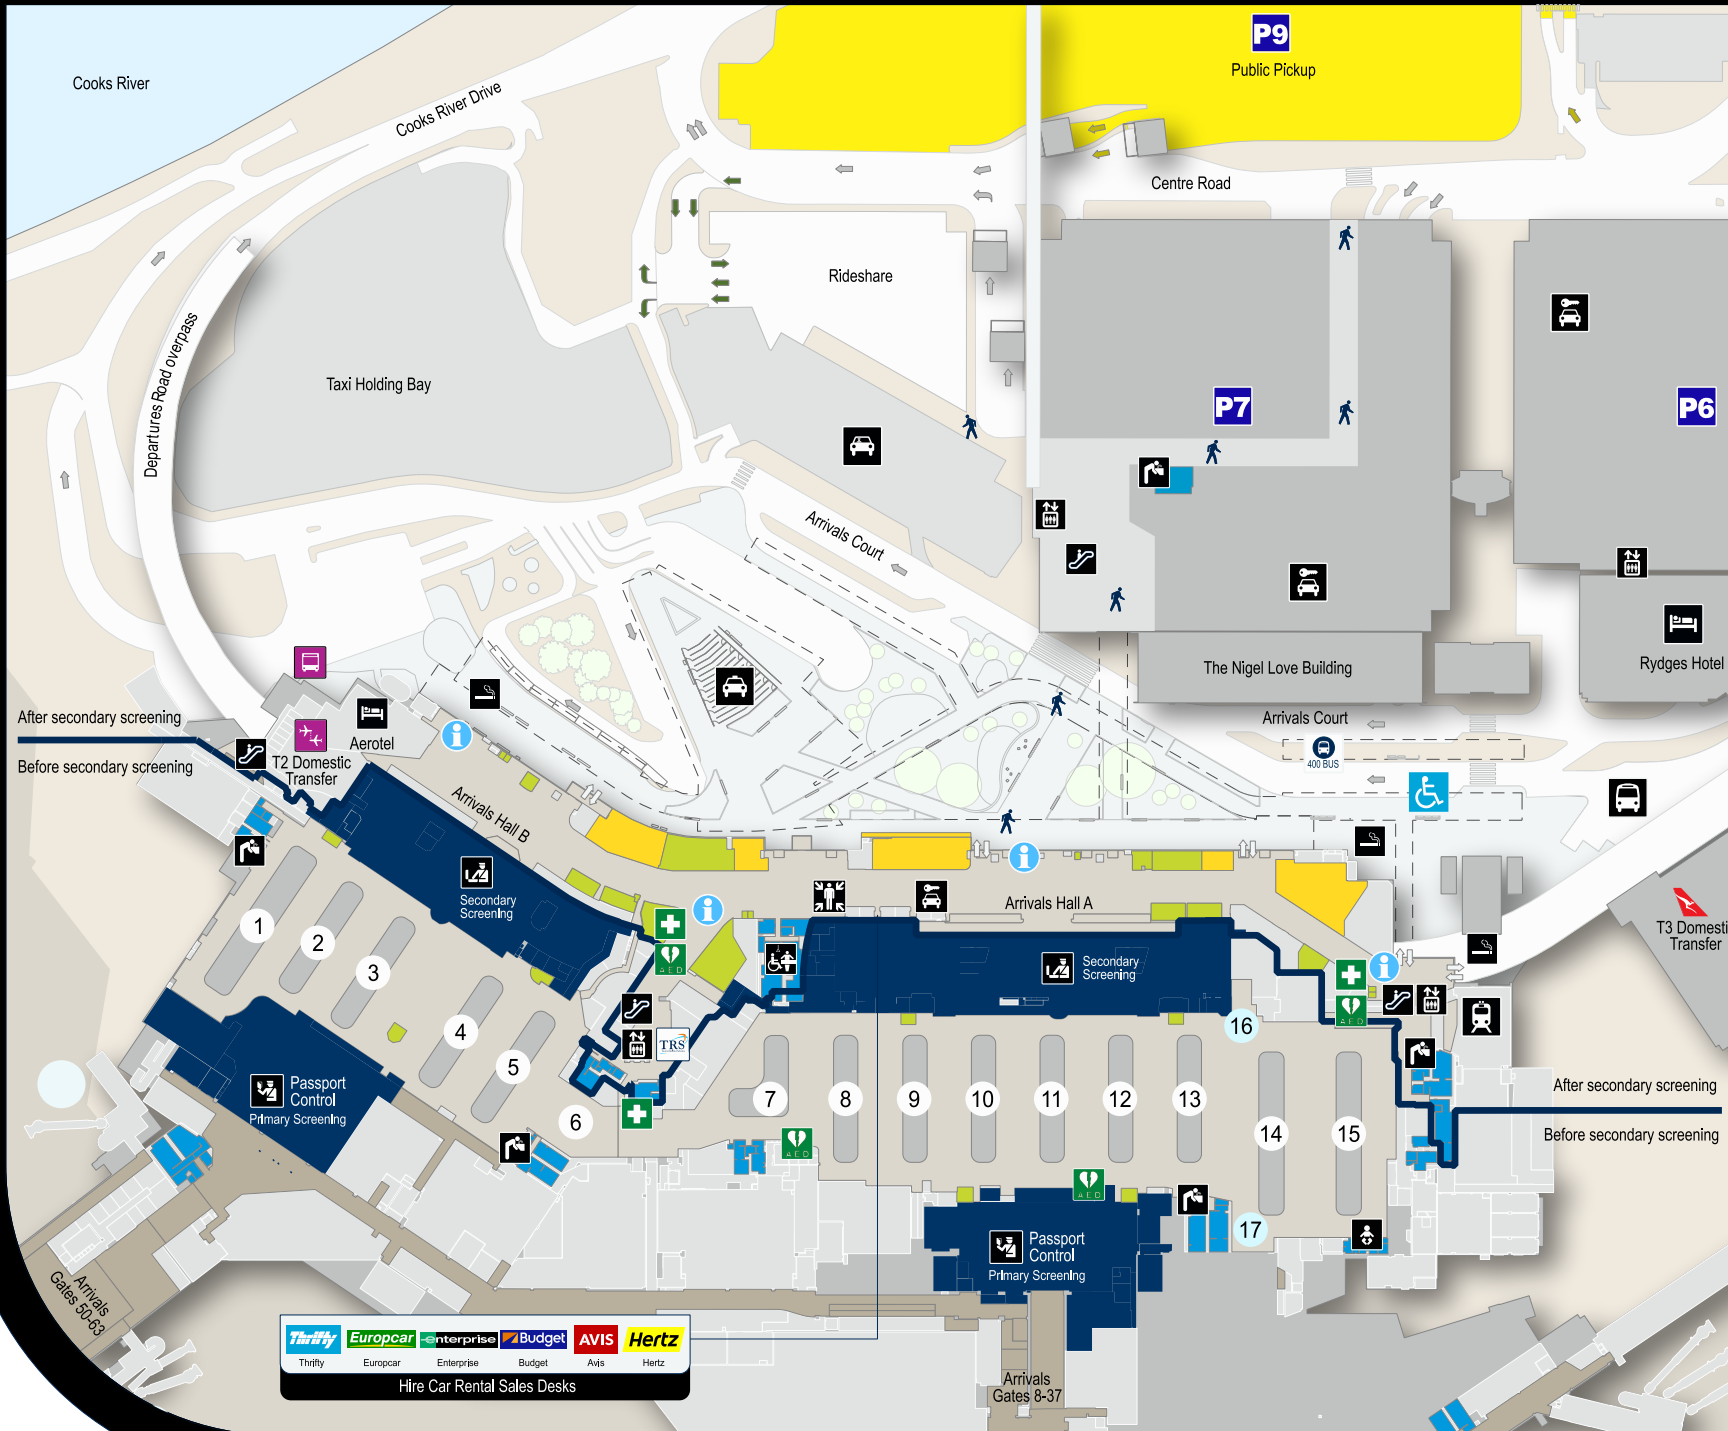 P9
Public Pickup
Cooks River
Cooks River Drive
Centre Road
Rideshare
Departures Road overpass
Taxi Holding Bay
P7
P6
Arrivals Court
The Nigel Love Building
Rydges Hotel
Arrivals Court
400 BUS
After secondary screening
Before secondary screening
Aerotel
T2 Domestic
Transfer
Arrivals Hall B
Secondary
Screening
Arrivals Hall A
Secondary
Screening
T3 Domesti
Transfer
AED
AED
TRS
1
2
3
4
5
6
7
8
9
10
11
12
13
14
15
16
17
Passport
Control
Primary Screening
AED
AED
After secondary screening
Before secondary screening
Passport
Control
Primary Screening
Arrivals
Gates 50-63
Arrivals
Gates 8-37
Thrifty
Europcar
enterprise
Budget
AVIS
Hertz
Thrifty
Europcar
Enterprise
Budget
Avis
Hertz
Hire Car Rental Sales Desks